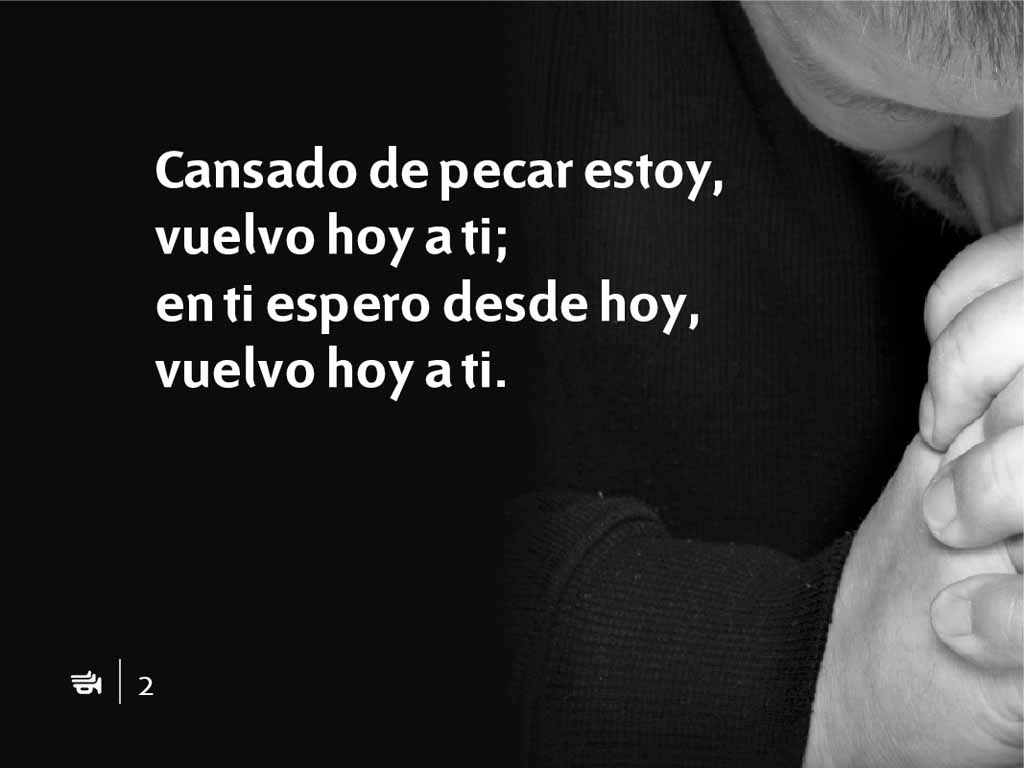 Cansado de pecar estoy,
vuelvo hoy a ti;
en ti espero desde hoy,
vuelvo hoy a ti.
2